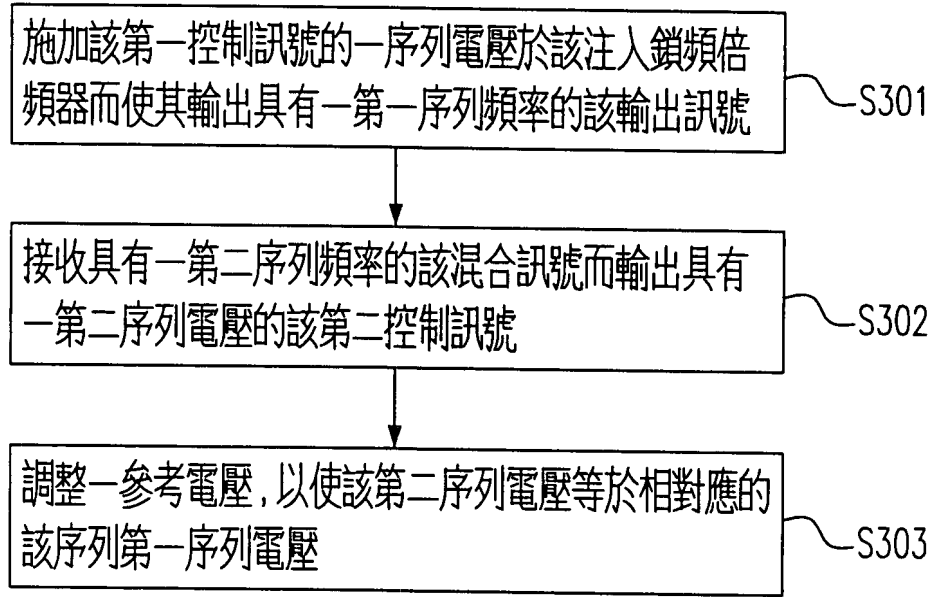 施加該第一控制訊號的一序列電壓於該注入鎖頻倍
頻器而使其輸出具有一第一序列頻率的該輸出訊號
S301
接收具有一第二序列頻率的該混合訊號而輸出具有
一第二序列電壓的該第二控制訊號
S302
調整一參考電壓,以使該第二序列電壓等於相對應的
該序列第一序列電壓
S303